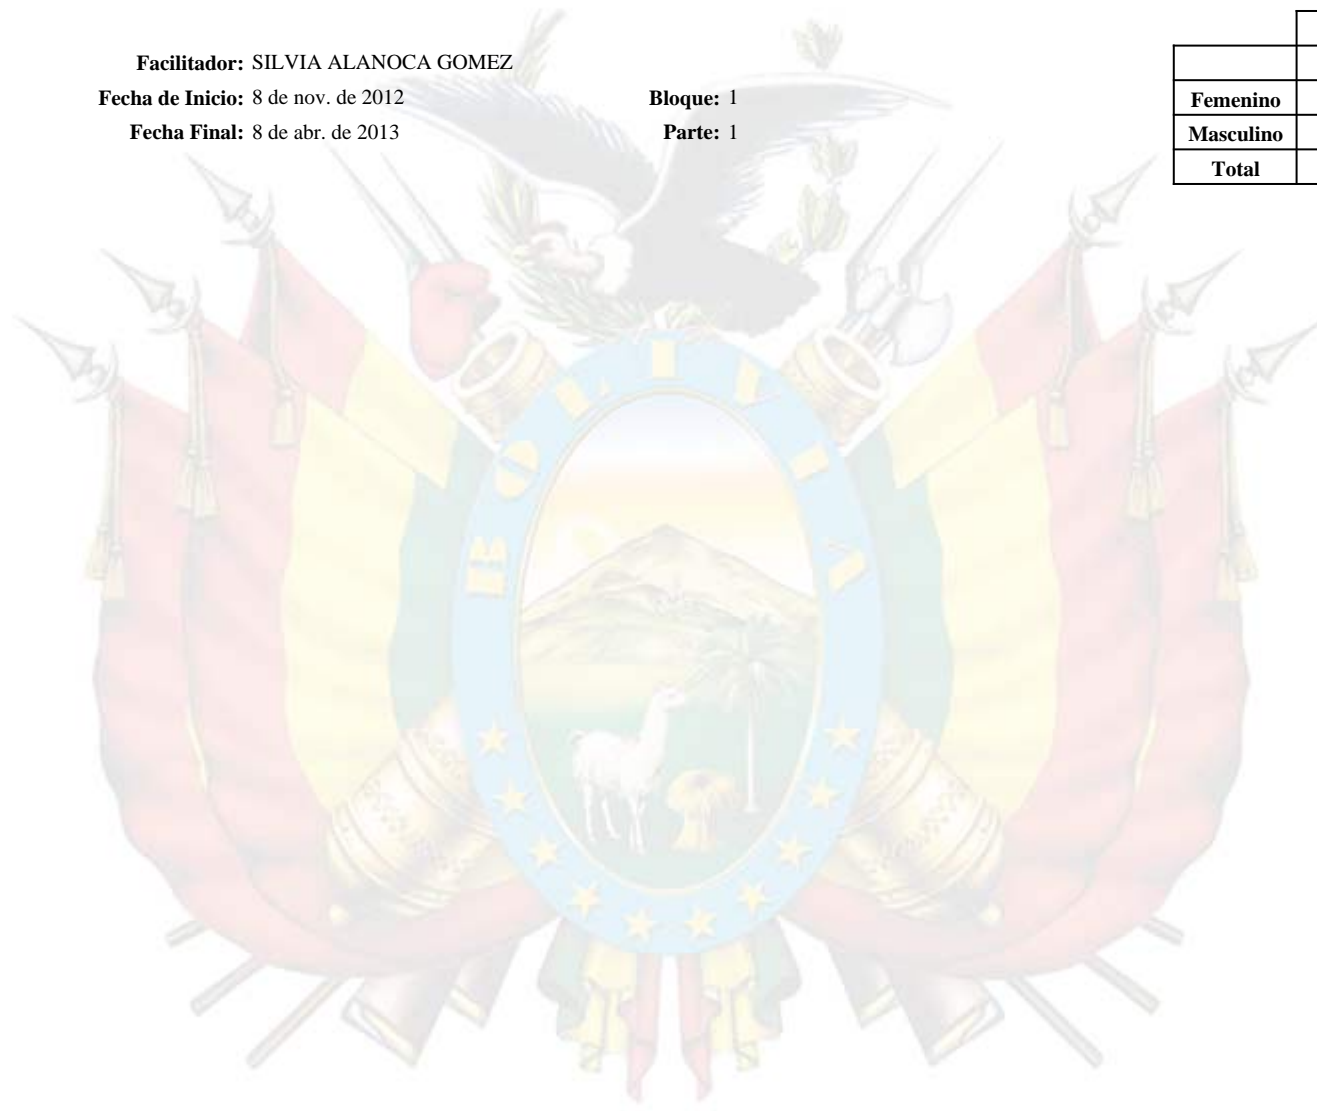 Facilitador: SILVIA ALANOCA GOMEZ
Fecha de Inicio: 8 de nov. de 2012 Bloque: 1
Femenino
Fecha Final: 8 de abr. de 2013 Parte: 1
Masculino
Total
BOLIVIA